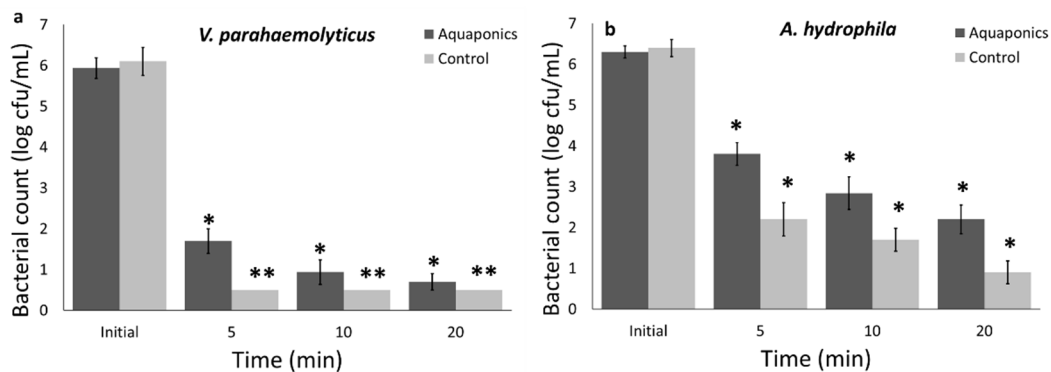 a
V. parahaemolyticus
Aquaponics
Control
Bacterial count (log cfu/mL)
7
6
5
4
3
2
1
0
*
**
*
**
*
**
Initial
5
10
20
Time (min)
b
A. hydrophila
Aquaponics
Control
Bacterial count (log cfu/mL)
7
6
5
4
3
2
1
0
*
*
*
*
*
*
Initial
5
10
20
Time (min)